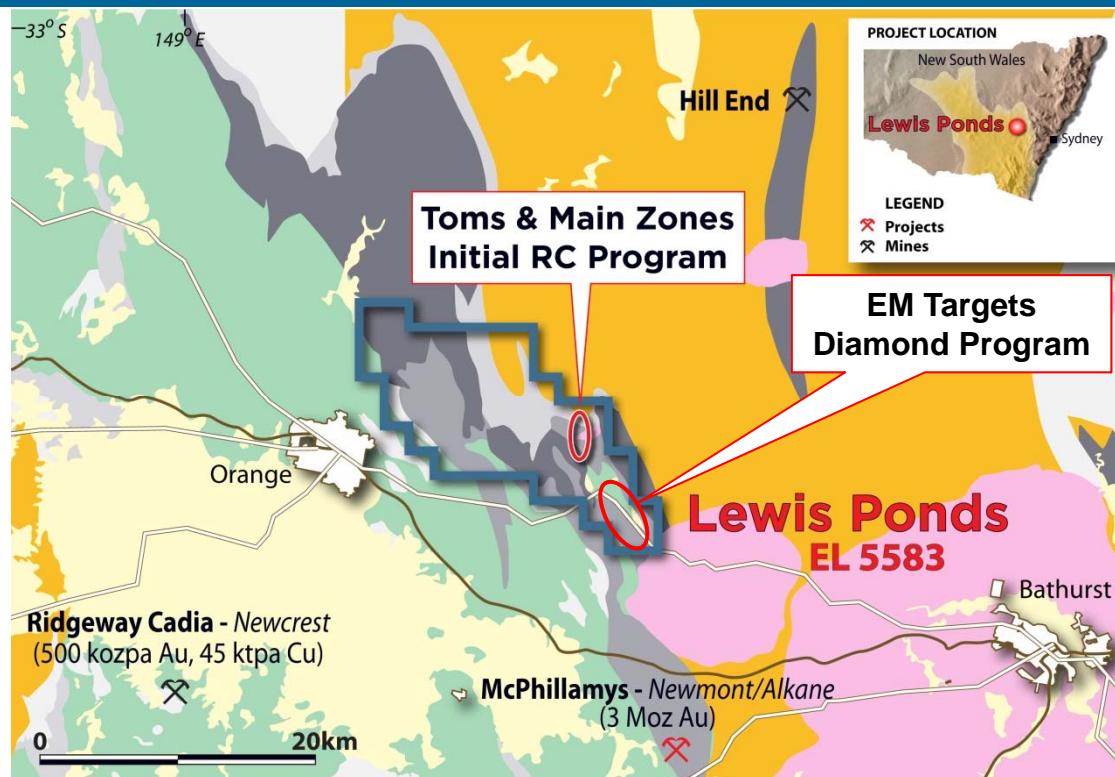 33° S
149° E
PROJECT LOCATION
New South Wales
Lewis Ponds
Sydney
LEGEND
Projects
Mines
Hill End
Toms & Main Zones
Initial RC Program
EM Targets
Diamond Program
Orange
Lewis Ponds
EL 5583
Bathurst
Ridgeway Cadia - Newcrest
(500 kozpa Au, 45 ktpa Cu)
McPhillamys - Newmont/Alkane
(3 Moz Au)
0 20km